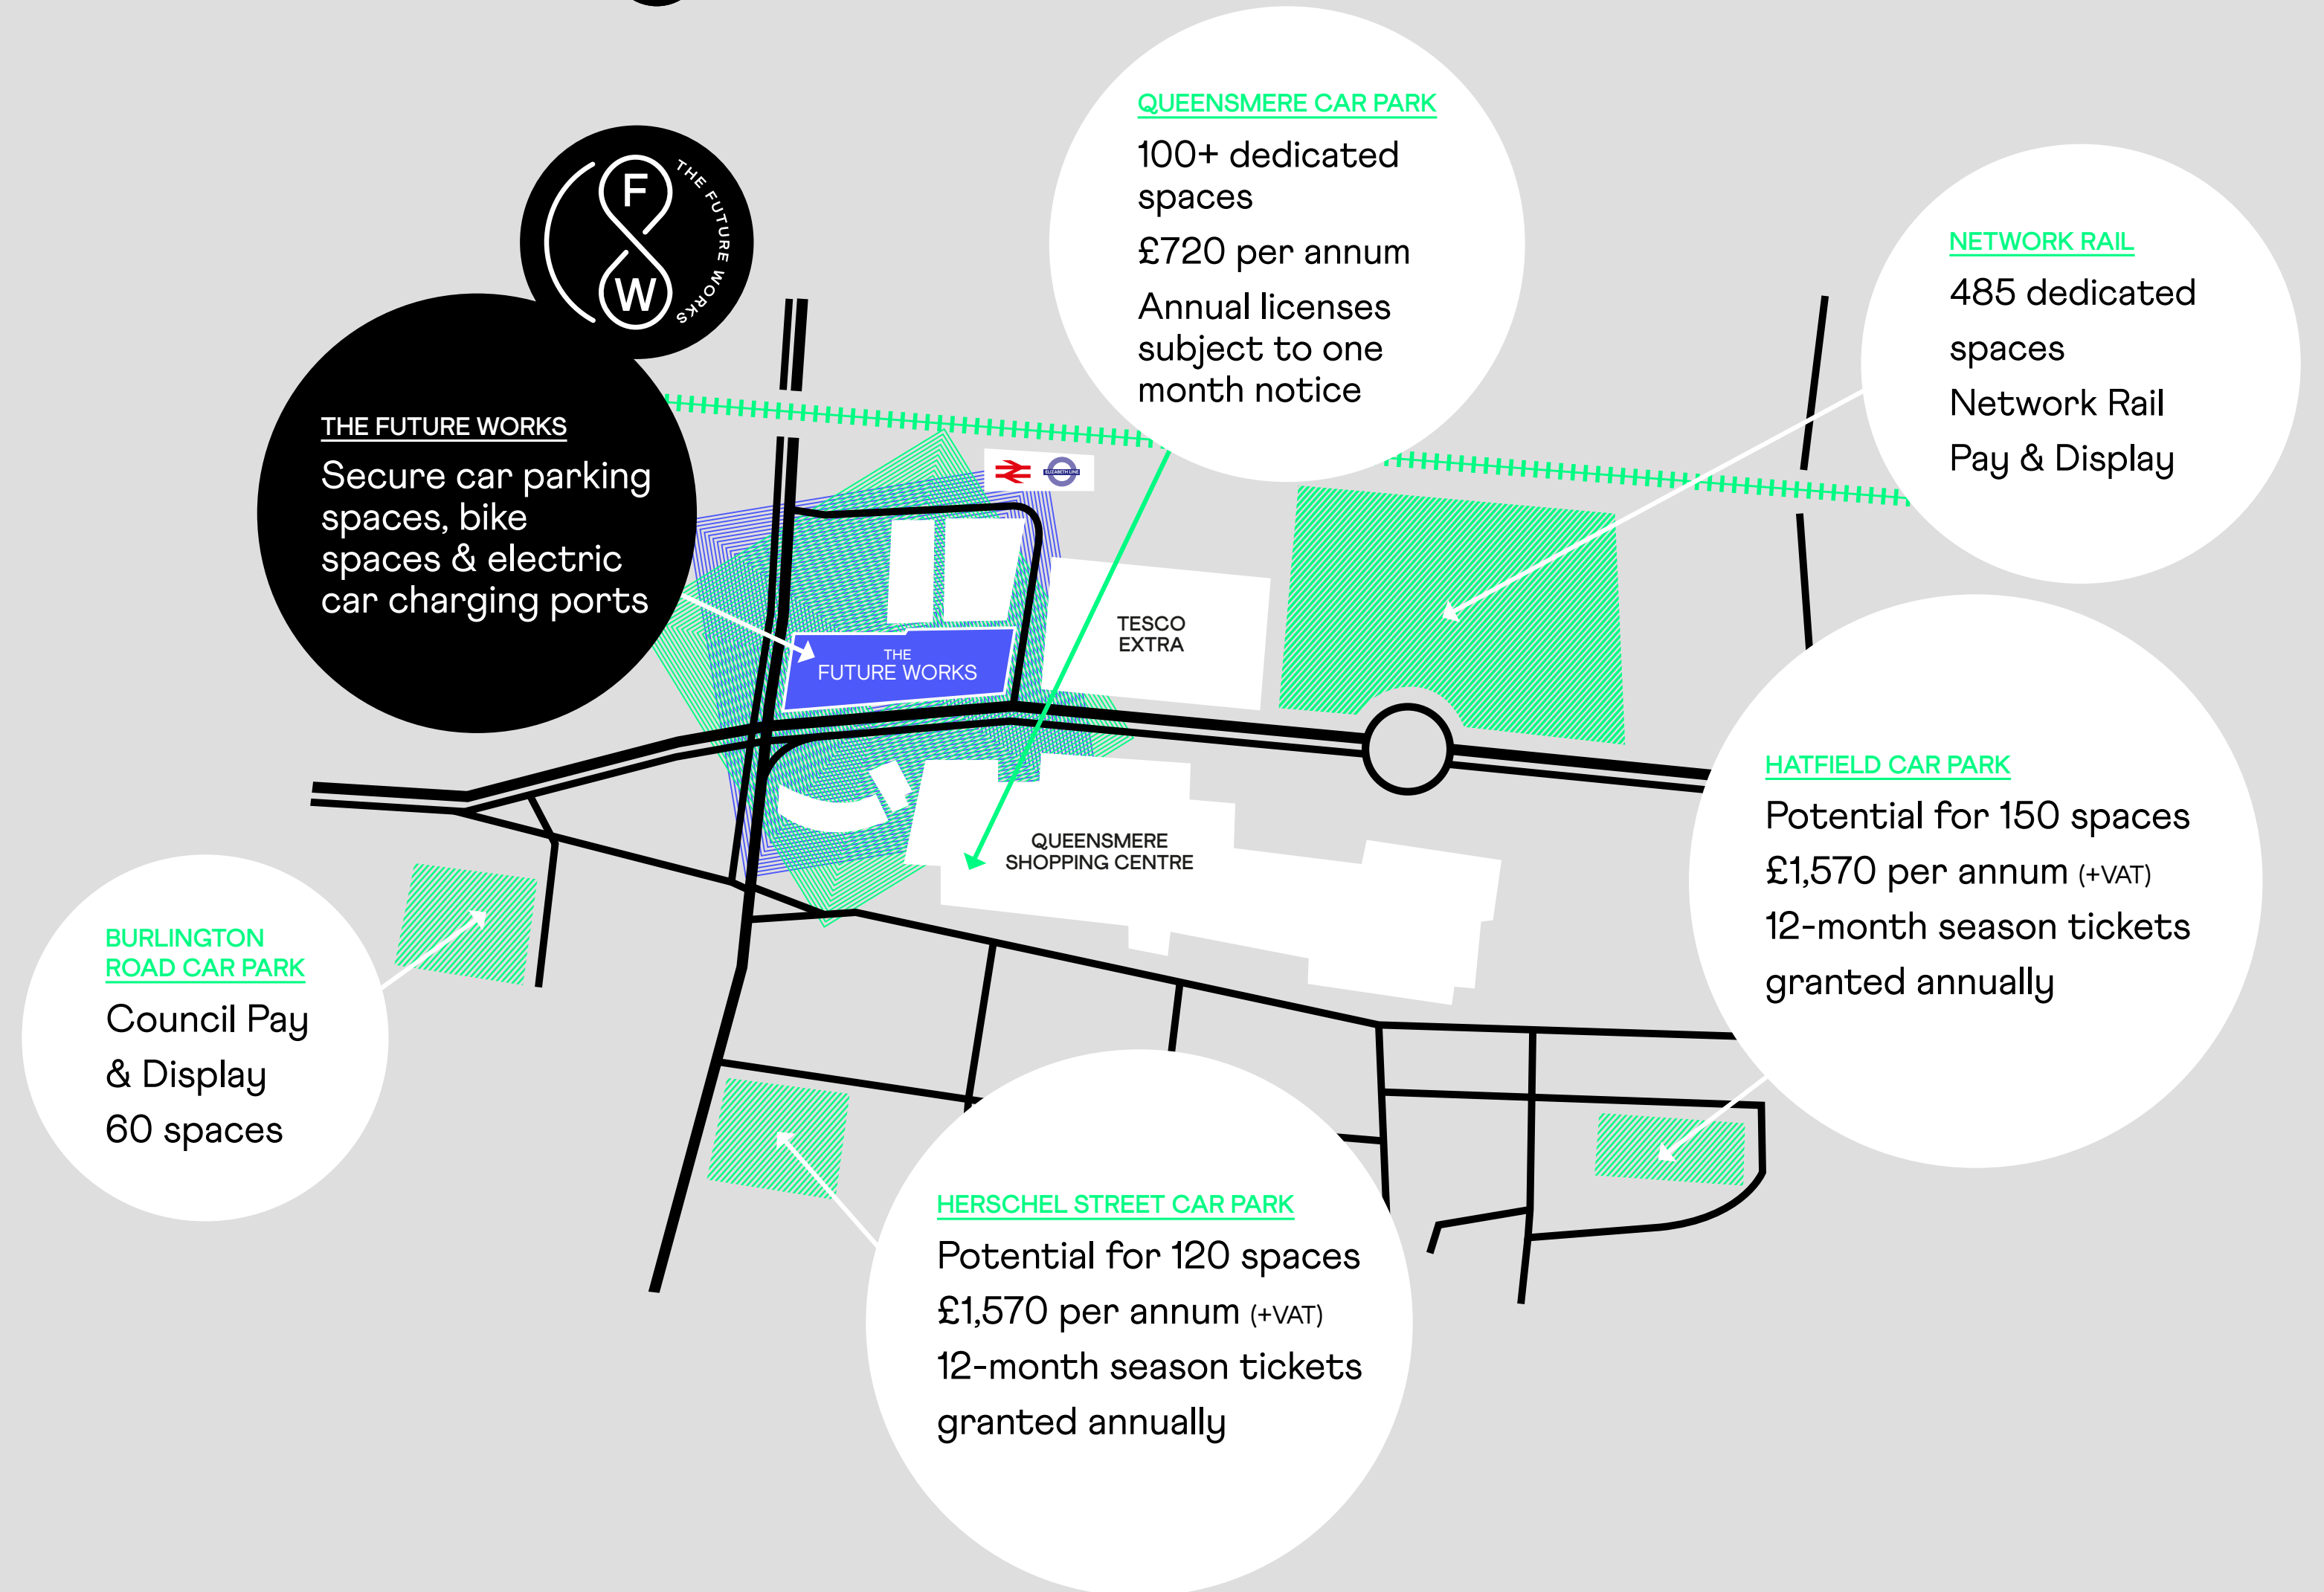 QUEENSMERE CAR PARK
100+ dedicated
spaces
£720 per annum
Annual licenses
subject to one
month notice
F
W
THE FUTURE WORKS
NETWORK RAIL
485 dedicated
spaces
Network Rail
Pay & Display
THE FUTURE WORKS
Secure car parking
spaces, bike
spaces & electric
car charging ports
ELIZABETH LINE
TESCO
EXTRA
THE
FUTURE WORKS
QUEENSMERE
SHOPPING CENTRE
HATFIELD CAR PARK
Potential for 150 spaces
£1,570 per annum (+VAT)
12-month season tickets
granted annually
BURLINGTON
ROAD CAR PARK
Council Pay
& Display
60 spaces
HERSCHEL STREET CAR PARK
Potential for 120 spaces
£1,570 per annum (+VAT)
12-month season tickets
granted annually